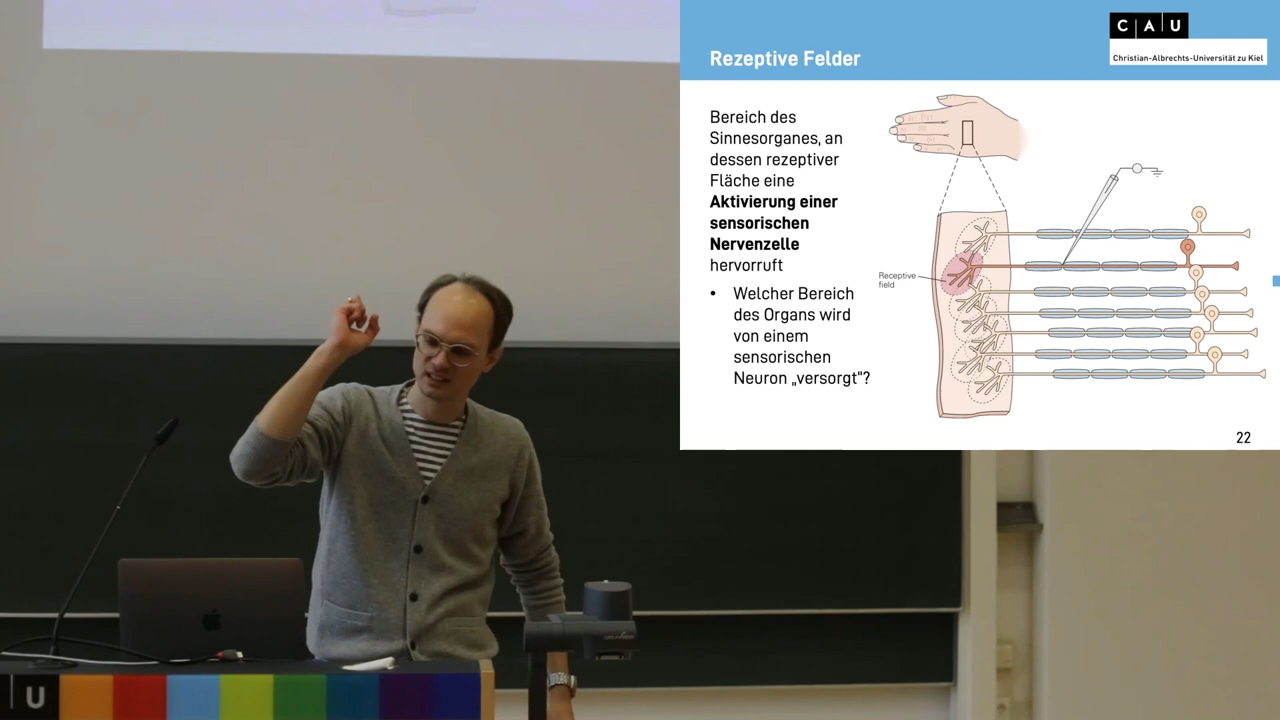 Rezeptive Felder
C A U
Christian-Albrechts-Universität zu Kiel
Bereich des
Sinnesorganes, an
dessen rezeptiver
Fläche eine
Aktivierung einer
sensorischen
Nervenzelle
hervorruft
• Welcher Bereich
des Organs wird
von einem
sensorischen
Neuron „versorgt“?
Receptive
field
22
U